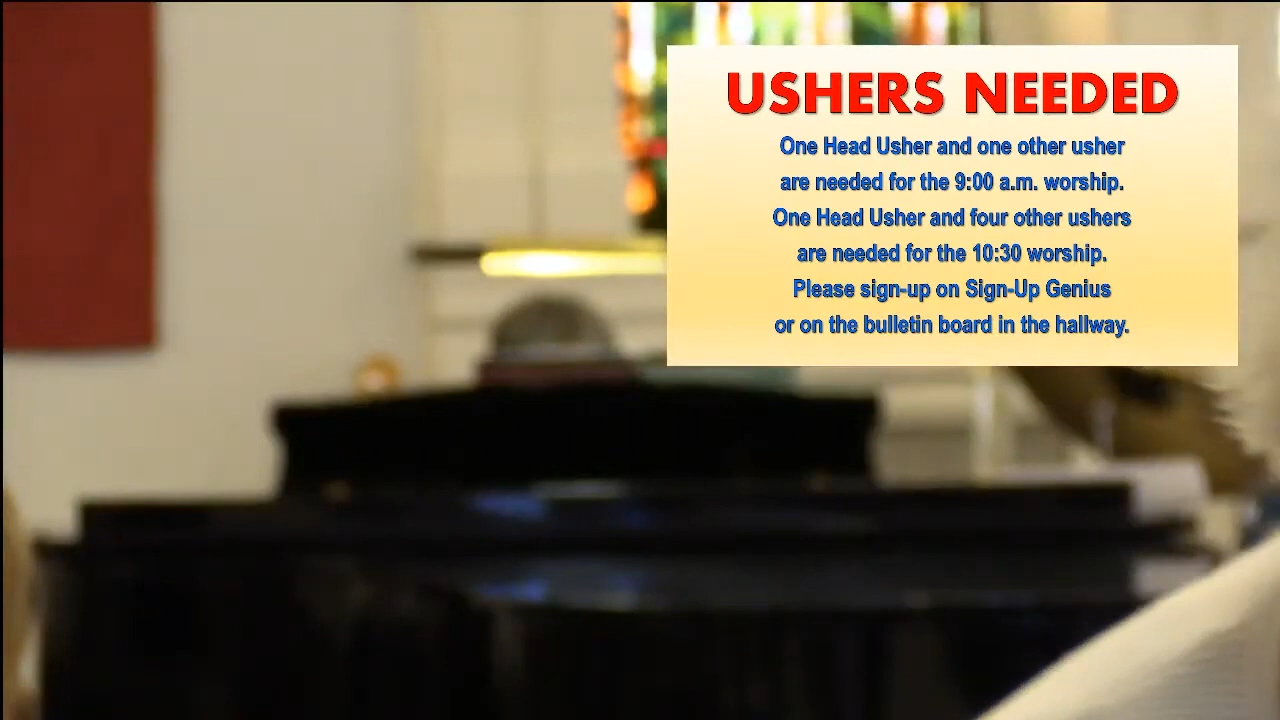 USHERS NEEDED
One Head Usher and one other usher
are needed for the 9:00 a.m. worship.
One Head Usher and four other ushers
are needed for the 10:30 worship.
Please sign-up on Sign-Up Genius
or on the bulletin board in the hallway.